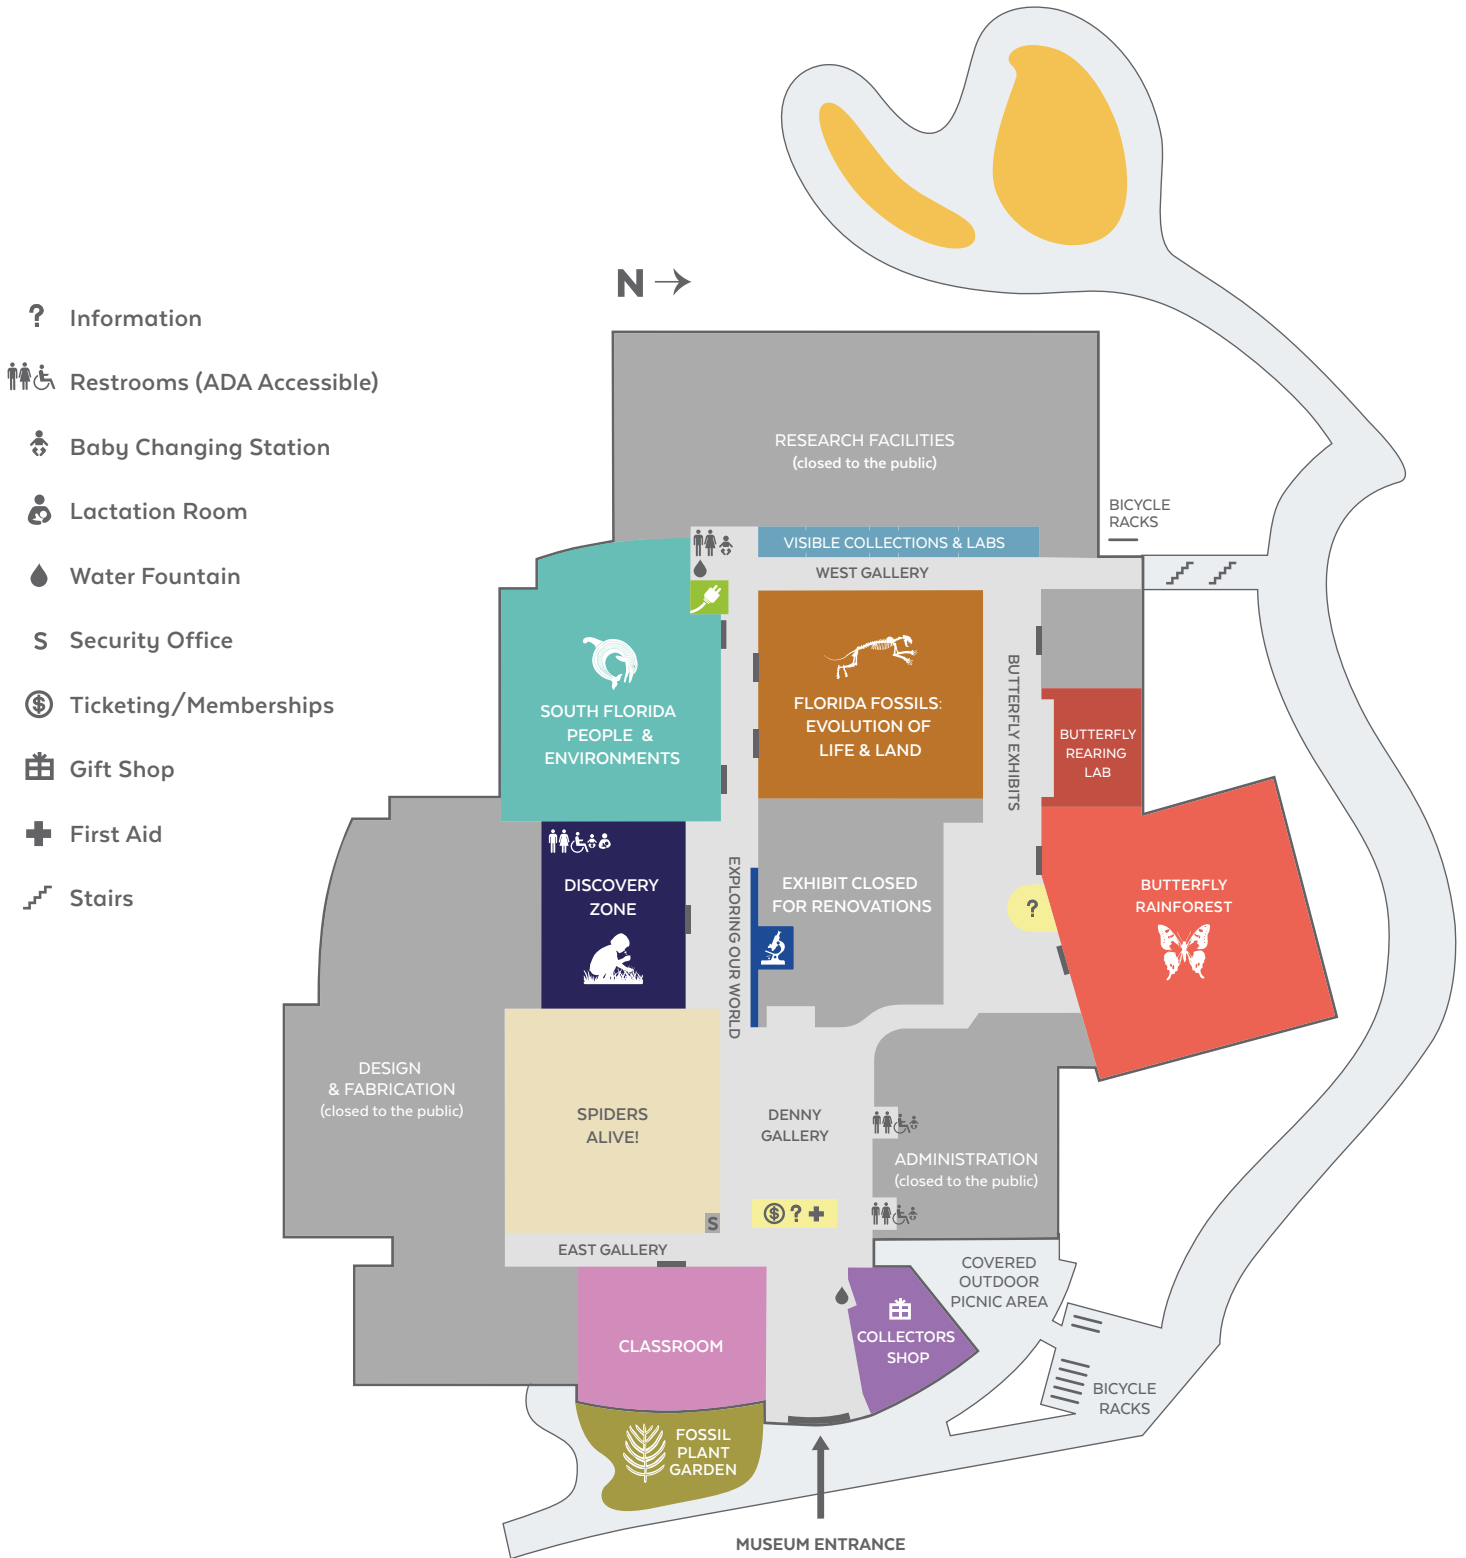 N
?
Information
Restrooms (ADA Accessible)
Baby Changing Station
Lactation Room
Water Fountain
S
Security Office
$
Ticketing/Memberships
Gift Shop
First Aid
Stairs
RESEARCH FACILITIES
(closed to the public)
BICYCLE
RACKS
VISIBLE COLLECTIONS & LABS
WEST GALLERY
SOUTH FLORIDA
PEOPLE &
ENVIRONMENTS
FLORIDA FOSSILS:
EVOLUTION OF
LIFE & LAND
BUTTERFLY EXHIBITS
BUTTERFLY
REARING
LAB
DISCOVERY
ZONE
EXPLORING OUR WORLD
EXHIBIT CLOSED
FOR RENOVATIONS
?
BUTTERFLY
RAINFOREST
DESIGN
& FABRICATION
(closed to the public)
SPIDERS
ALIVE!
DENNY
GALLERY
ADMINISTRATION
(closed to the public)
S
$ ?
EAST GALLERY
COVERED
OUTDOOR
PICNIC AREA
CLASSROOM
COLLECTORS
SHOP
BICYCLE
RACKS
FOSSIL
PLANT
GARDEN
MUSEUM ENTRANCE